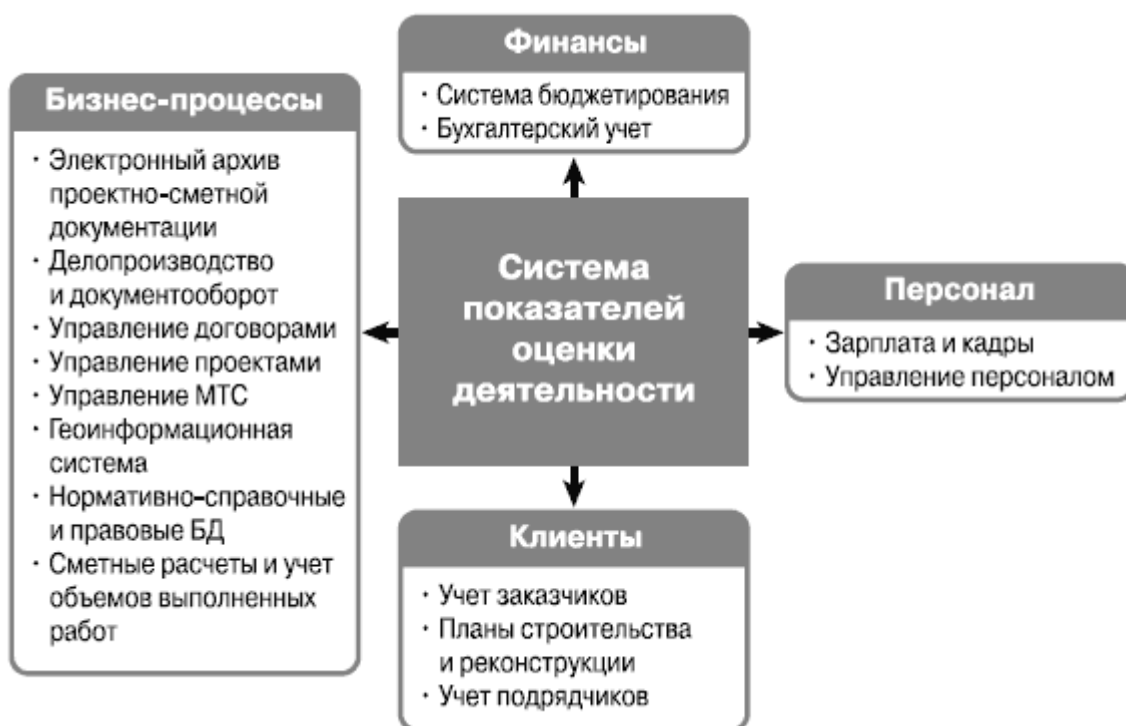 Финансы
· Система бюджетирования
· Бухгалтерский учет
Бизнес-процессы
· Электронный архив
проектно-сметной
документации
· Делопроизводство
и документооборот
· Управление договорами
· Управление проектами
· Управление МТС
· Геоинформационная
система
· Нормативно-справочные
и правовые БД
· Сметные расчеты и учет
объемов выполненных
работ
Система
показателей
оценки
деятельности
Персонал
· Зарплата и кадры
· Управление персоналом
Клиенты
· Учет заказчиков
· Планы строительства
и реконструкции
· Учет подрядчиков